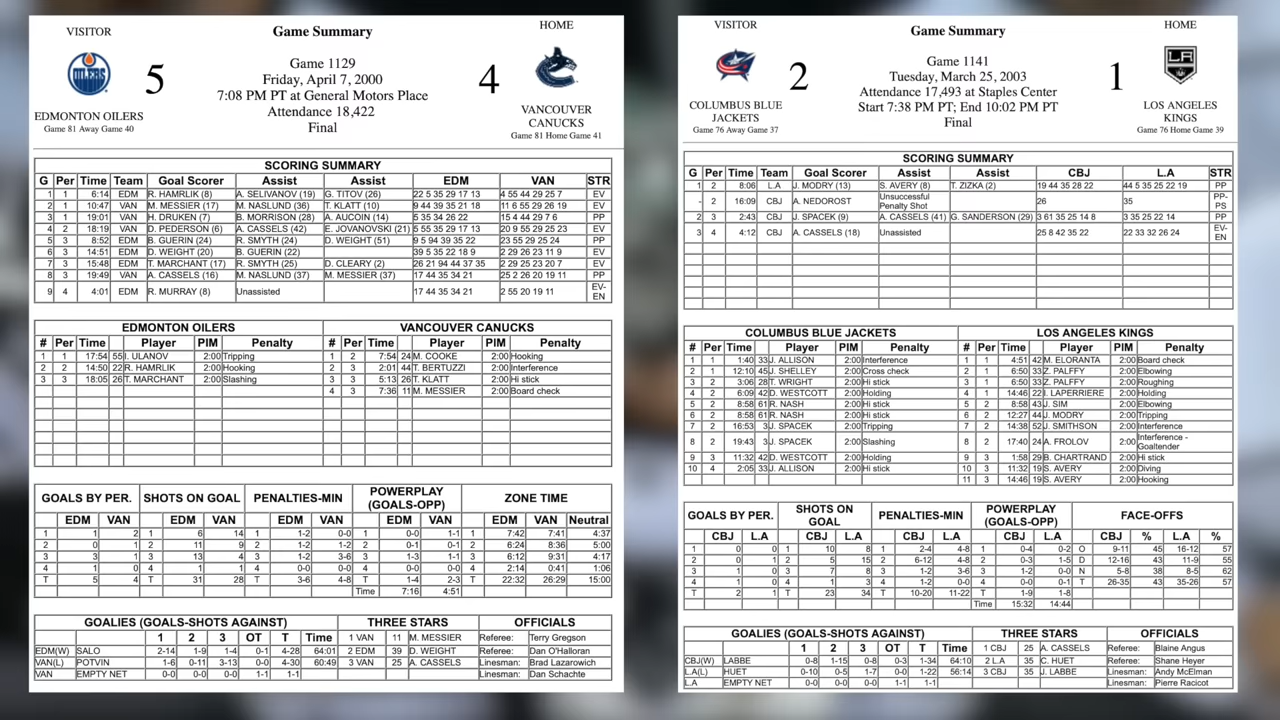 VISITOR
Game Summary
HOME
OILERS
5
4
Game 1129
Friday, April 7, 2000
7:08 PM PT at General Motors Place
Attendance 18,422
Final
EDMONTON OILERS
Game 81 Away Game 40
VANCOUVER
CANUCKS
Game 81 Home Game 41
SCORING SUMMARY
G Per Time Team Goal Scorer Assist Assist EDM VAN STR
1 1 6:14 EDM R. HAMRLIK (8) A. SELIVANOV (19) G. TITOV (26) 22 5 35 29 17 13 4 55 44 29 25 7 EV
2 1 10:47 VAN M. MESSIER (17) M. NASLUND (36) T. KLATT (10) 9 44 39 35 21 18 11 6 55 29 26 19 EV
3 1 19:01 VAN H. DRUKEN (7) B. MORRISON (28) A. AUCOIN (14) 5 35 34 26 22 15 4 44 29 7 6 PP
4 2 18:19 VAN D. PEDERSON (6) A. CASSELS (42) E. JOVANOVSKI (21) 5 55 35 29 17 13 20 9 55 29 25 23 EV
5 3 8:52 EDM B. GUERIN (24) R. SMYTH (24) D. WEIGHT (51) 9 5 94 39 35 22 23 55 29 25 24 PP
6 3 14:51 EDM D. WEIGHT (20) B. GUERIN (22) 39 5 35 22 18 9 2 29 26 23 11 9 EV
7 3 15:48 EDM T. MARCHANT (17) R. SMYTH (25) D. CLEARY (2) 26 21 94 44 37 35 2 29 25 23 20 7 EV
8 3 19:49 VAN A. CASSELS (16) M. NASLUND (37) M. MESSIER (37) 17 44 35 34 21 25 2 26 20 19 11 PP
9 4 4:01 EDM R. MURRAY (8) Unassisted 17 44 35 34 21 2 55 20 19 11 EV-EN
EDMONTON OILERS VANCOUVER CANUCKS
# Per Time Player PIM Penalty # Per Time Player PIM Penalty
1 1 17:54 55 I. ULANOV 2:00 Tripping 1 2 7:54 24 M. COOKE 2:00 Hooking
2 2 14:50 22 R. HAMRLIK 2:00 Hooking 2 3 2:01 44 T. BERTUZZI 2:00 Interference
3 3 18:05 26 T. MARCHANT 2:00 Slashing 3 3 5:13 26 T. KLATT 2:00 Hi stick
4 3 7:36 11 M. MESSIER 2:00 Board check
GOALS BY PER. SHOTS ON GOAL PENALTIES-MIN POWERPLAY (GOALS-OPP) ZONE TIME
EDM VAN EDM VAN EDM VAN EDM VAN EDM VAN Neutral
1 1 2 1 6 14 1 1-2 0-0 1 0-0 1-1 7:42 7:41 4:37
2 0 1 2 11 9 2 1-2 1-2 2 0-1 0-1 6:24 8:36 5:00
3 3 1 3 13 4 3 1-2 3-6 3 1-3 1-1 6:12 9:31 4:17
4 1 0 4 1 1 4 0-0 0-0 4 0-0 0-0 2:14 0:41 1:06
T 5 4 T 31 28 T 3-6 4-8 T 1-4 2-3 22:32 26:29 15:00
Time 7:16 4:51
GOALIES (GOALS-SHOTS AGAINST) THREE STARS OFFICIALS
1 2 3 OT T Time 1 VAN 11 M. MESSIER Referee: Terry Gregson
EDM(W) SALO 2-14 1-9 1-4 0-1 4-28 64:01 2 EDM 39 D. WEIGHT Referee: Dan O'Halloran
VAN(L) POTVIN 1-6 0-11 3-13 0-0 4-30 60:49 3 VAN 25 A. CASSELS Linesman: Brad Lazarowich
VAN EMPTY NET 0-0 0-0 0-0 1-1 1-1 Linesman: Dan Schachte
VISITOR
Game Summary
HOME
2
LA
1
Game 1141
Tuesday, March 25, 2003
Attendance 17,493 at Staples Center
Start 7:38 PM PT; End 10:02 PM PT
Final
COLUMBUS BLUE
JACKETS
Game 76 Away Game 37
LOS ANGELES
KINGS
Game 76 Home Game 39
SCORING SUMMARY
G Per Time Team Goal Scorer Assist Assist CBJ L.A STR
1 2 8:06 L.A J. MODRY (13) S. AVERY (8) T. ZIZKA (2) 19 44 35 28 22 44 5 35 25 22 19 PP
- 2 16:09 CBJ A. NEDOROST Unsuccessful Penalty Shot 26 35 PP-PS
2 3 2:43 CBJ J. SPACEK (9) A. CASSELS (41) G. SANDERSON (29) 3 61 35 25 14 8 3 35 25 22 14 PP
3 4 4:12 CBJ A. CASSELS (18) Unassisted 25 8 42 35 22 22 33 32 26 24 EV-EN
COLUMBUS BLUE JACKETS LOS ANGELES KINGS
# Per Time Player PIM Penalty # Per Time Player PIM Penalty
1 1 1:40 33 J. ALLISON 2:00 Interference 1 1 4:51 42 M. ELORANTA 2:00 Board check
2 1 12:10 45 J. SHELLEY 2:00 Cross check 2 1 6:50 33 Z. PALFFY 2:00 Elbowing
3 2 3:06 28 T. WRIGHT 2:00 Hi stick 3 1 6:50 33 Z. PALFFY 2:00 Roughing
4 2 6:09 42 D. WESTCOTT 2:00 Holding 4 1 14:46 22 I. LAPERRIERE 2:00 Holding
5 2 8:58 61 R. NASH 2:00 Hi stick 5 2 8:58 43 J. SIM 2:00 Elbowing
6 2 8:58 61 R. NASH 2:00 Hi stick 6 2 12:27 44 J. MODRY 2:00 Tripping
7 2 16:53 3 J. SPACEK 2:00 Tripping 7 2 14:38 52 J. SMITHSON 2:00 Interference
8 2 19:43 3 J. SPACEK 2:00 Slashing 8 2 17:40 24 A. FROLOV 2:00 Interference - Goaltender
9 3 11:32 42 D. WESTCOTT 2:00 Holding 9 3 1:58 29 B. CHARTRAND 2:00 Hi stick
10 4 2:05 33 J. ALLISON 2:00 Hi stick 10 3 11:32 19 S. AVERY 2:00 Diving
11 3 14:46 19 S. AVERY 2:00 Hooking
GOALS BY PER. SHOTS ON GOAL PENALTIES-MIN POWERPLAY (GOALS-OPP) FACE-OFFS
CBJ L.A CBJ L.A CBJ L.A CBJ L.A CBJ % L.A %
1 0 0 1 10 8 1 2-4 4-8 1 0-4 0-2 O 9-11 45 16-12 57
2 0 1 2 5 15 2 6-12 4-8 2 0-3 1-5 D 12-16 43 11-9 55
3 1 0 3 7 8 3 1-2 3-6 3 1-2 0-0 N 5-8 38 8-5 62
4 1 0 4 1 3 4 1-2 0-0 4 0-0 0-1 T 26-35 43 35-26 57
T 2 1 T 23 34 T 10-20 11-22 T 1-9 1-8
Time 15:32 14:44
GOALIES (GOALS-SHOTS AGAINST) THREE STARS OFFICIALS
1 2 3 OT T Time 1 CBJ 25 A. CASSELS Referee: Blaine Angus
CBJ(W) LABBE 0-8 1-15 0-8 0-3 1-34 64:10 2 L.A 35 C. HUET Referee: Shane Heyer
L.A(L) HUET 0-10 0-5 1-7 0-0 1-22 56:14 3 CBJ 35 J. LABBE Linesman: Andy McElman
L.A EMPTY NET 0-0 0-0 0-0 1-1 1-1 Linesman: Pierre Racicot